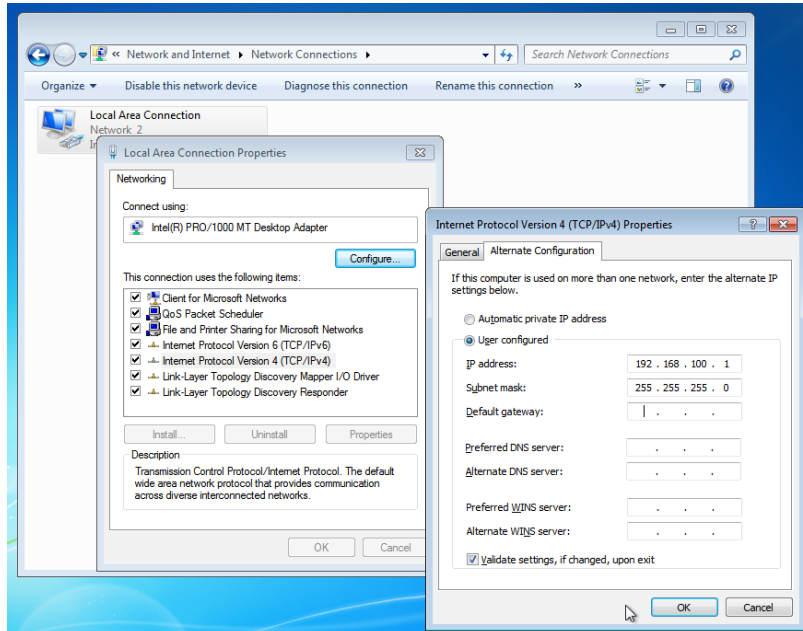 « Network and Internet ▸ Network Connections ▸
Search Network Connections
Organize ▾ Disable this network device Diagnose this connection Rename this connection »
Local Area Connection
Network 2
Local Area Connection Properties
Networking
Connect using:
Intel(R) PRO/1000 MT Desktop Adapter
Configure...
This connection uses the following items:
Client for Microsoft Networks
QoS Packet Scheduler
File and Printer Sharing for Microsoft Networks
Internet Protocol Version 6 (TCP/IPv6)
Internet Protocol Version 4 (TCP/IPv4)
Link-Layer Topology Discovery Mapper I/O Driver
Link-Layer Topology Discovery Responder
Install... Uninstall Properties
Description
Transmission Control Protocol/Internet Protocol. The default
wide area network protocol that provides communication
across diverse interconnected networks.
OK Cancel
Internet Protocol Version 4 (TCP/IPv4) Properties
General Alternate Configuration
If this computer is used on more than one network, enter the alternate IP
settings below.
Automatic private IP address
User configured
IP address: 192 . 168 . 100 . 1
Subnet mask: 255 . 255 . 255 . 0
Default gateway: . . .
Preferred DNS server: . . .
Alternate DNS server: . . .
Preferred WINS server: . . .
Alternate WINS server: . . .
Validate settings, if changed, upon exit
OK Cancel